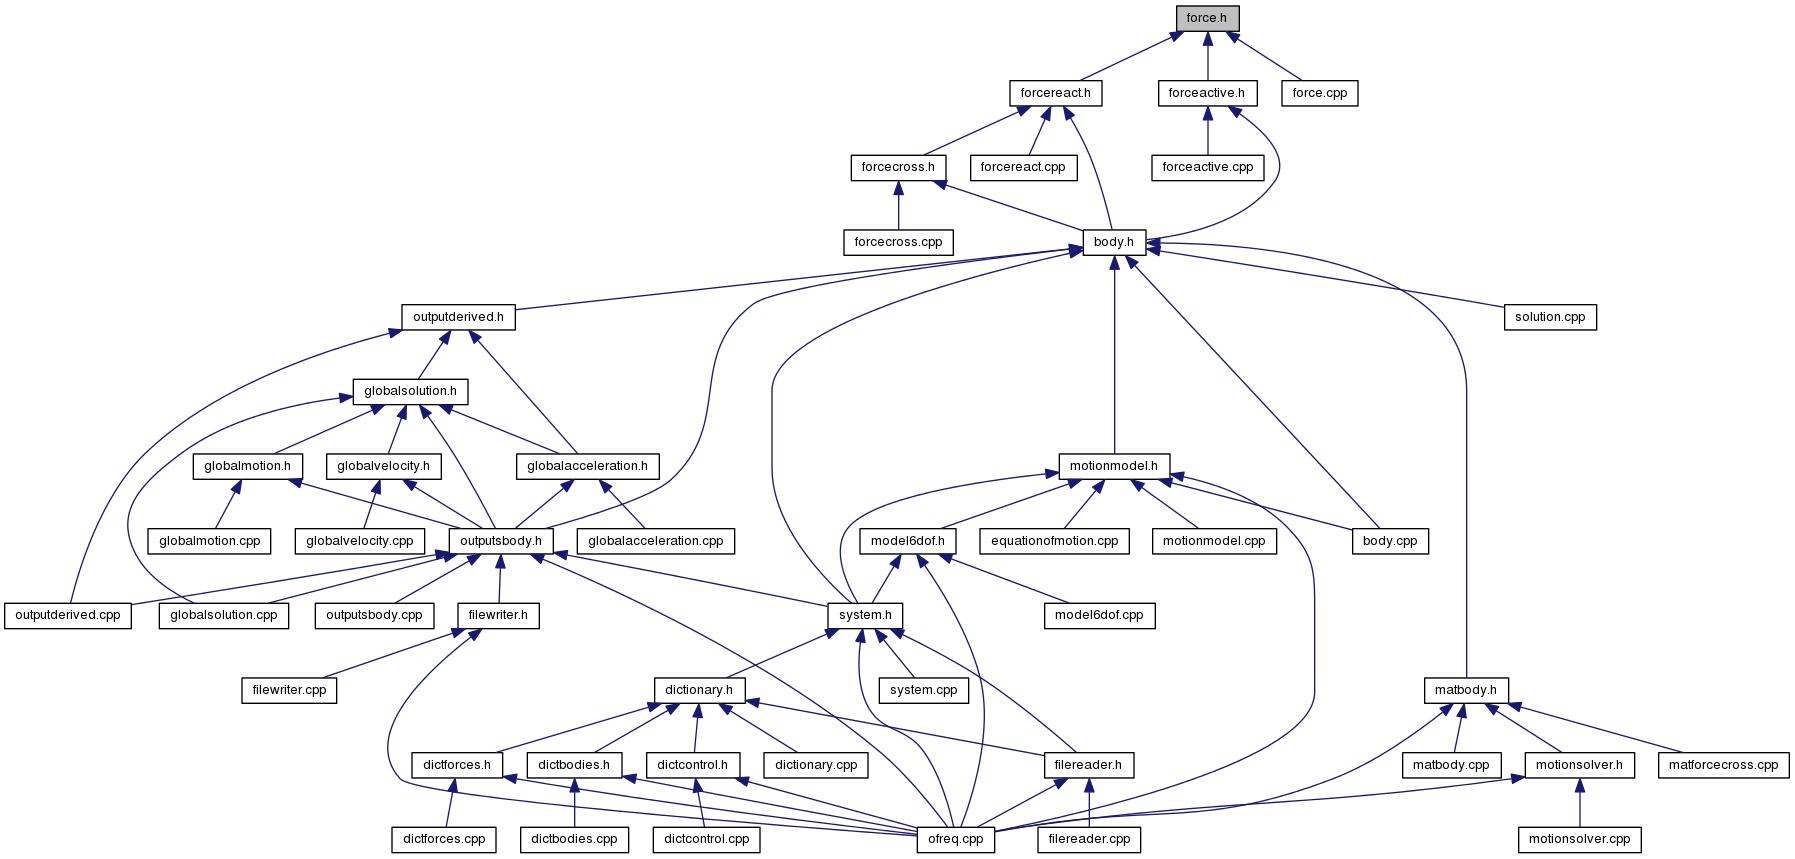 force.h
forcereact.h
forceactive.h
force.cpp
forcecross.h
forcereact.cpp
forceactive.cpp
forcecross.cpp
body.h
outputderived.h
solution.cpp
globalsolution.h
globalmotion.h
globalvelocity.h
globalacceleration.h
motionmodel.h
globalmotion.cpp
globalvelocity.cpp
outputsbody.h
globalacceleration.cpp
model6dof.h
equationofmotion.cpp
motionmodel.cpp
body.cpp
outputderived.cpp
globalsolution.cpp
outputsbody.cpp
filewriter.h
system.h
model6dof.cpp
filewriter.cpp
dictionary.h
system.cpp
matbody.h
dictforces.h
dictbodies.h
dictcontrol.h
dictionary.cpp
filereader.h
matbody.cpp
motionsolver.h
matforcecross.cpp
dictforces.cpp
dictbodies.cpp
dictcontrol.cpp
ofreq.cpp
filereader.cpp
motionsolver.cpp